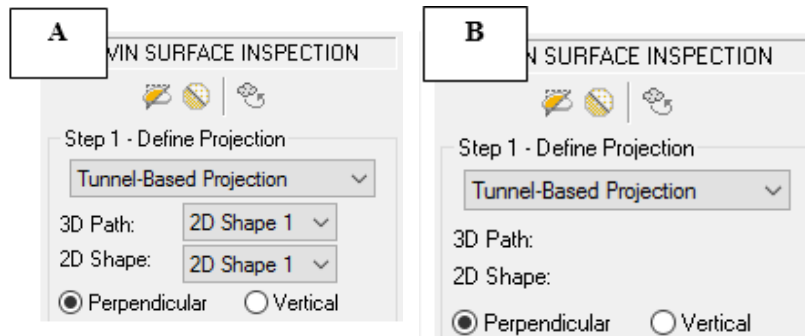 A
VIN SURFACE INSPECTION
Step 1 - Define Projection
Tunnel-Based Projection
3D Path: 2D Shape 1
2D Shape: 2D Shape 1
Perpendicular Vertical
B
SURFACE INSPECTION
Step 1 - Define Projection
Tunnel-Based Projection
3D Path:
2D Shape:
Perpendicular Vertical